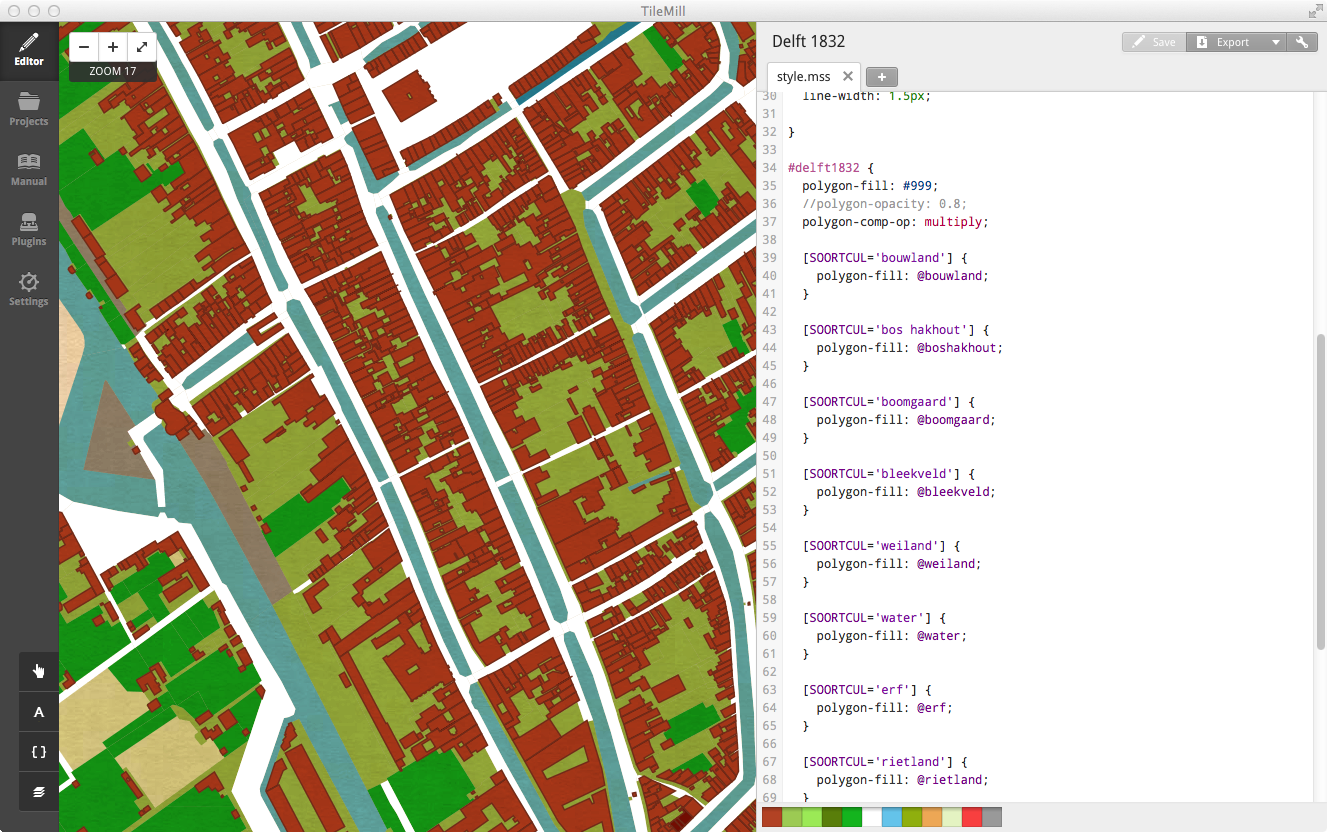 TileMill
Editor
Projects
Manual
Plugins
Settings
A
{ }
− + 
ZOOM 17
Delft 1832
Save
Export
style.mss ×
+
30 line-width: 1.5px;
31
32 }
33
34 #delft1832 {
35 polygon-fill: #999;
36 //polygon-opacity: 0.8;
37 polygon-comp-op: multiply;
38
39 [SOORTCUL='bouwland'] {
40 polygon-fill: @bouwland;
41 }
42
43 [SOORTCUL='bos hakhout'] {
44 polygon-fill: @boshakhout;
45 }
46
47 [SOORTCUL='boomgaard'] {
48 polygon-fill: @boomgaard;
49 }
50
51 [SOORTCUL='bleekveld'] {
52 polygon-fill: @bleekveld;
53 }
54
55 [SOORTCUL='weiland'] {
56 polygon-fill: @weiland;
57 }
58
59 [SOORTCUL='water'] {
60 polygon-fill: @water;
61 }
62
63 [SOORTCUL='erf'] {
64 polygon-fill: @erf;
65 }
66
67 [SOORTCUL='rietland'] {
68 polygon-fill: @rietland;
69 }